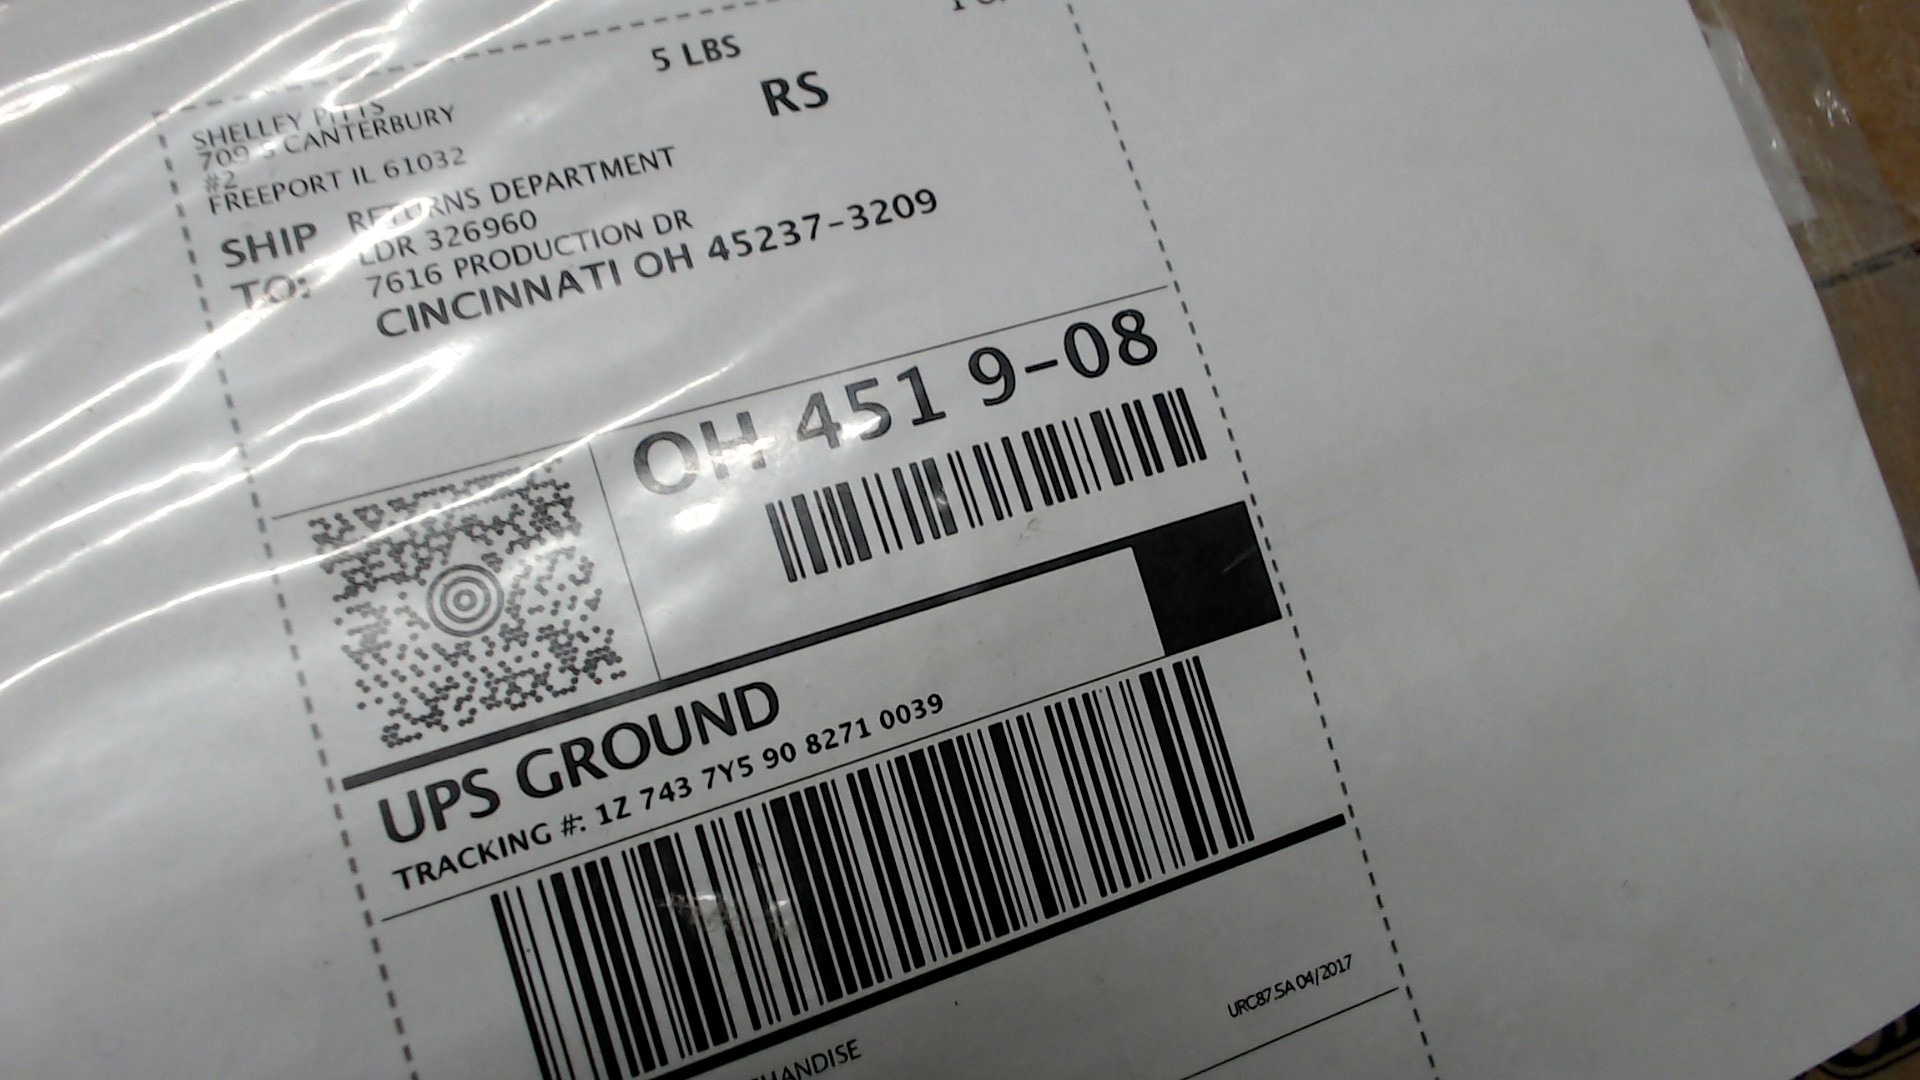 5 LBS
RS
SHELLEY PITTS
709 S CANTERBURY
#2
FREEPORT IL 61032
SHIP TO:
RETURNS DEPARTMENT
LDR 326960
7616 PRODUCTION DR
CINCINNATI OH 45237-3209
OH 451 9-08
UPS GROUND
TRACKING #: 1Z 743 7Y5 90 8271 0039
URC87.5A 04/2017